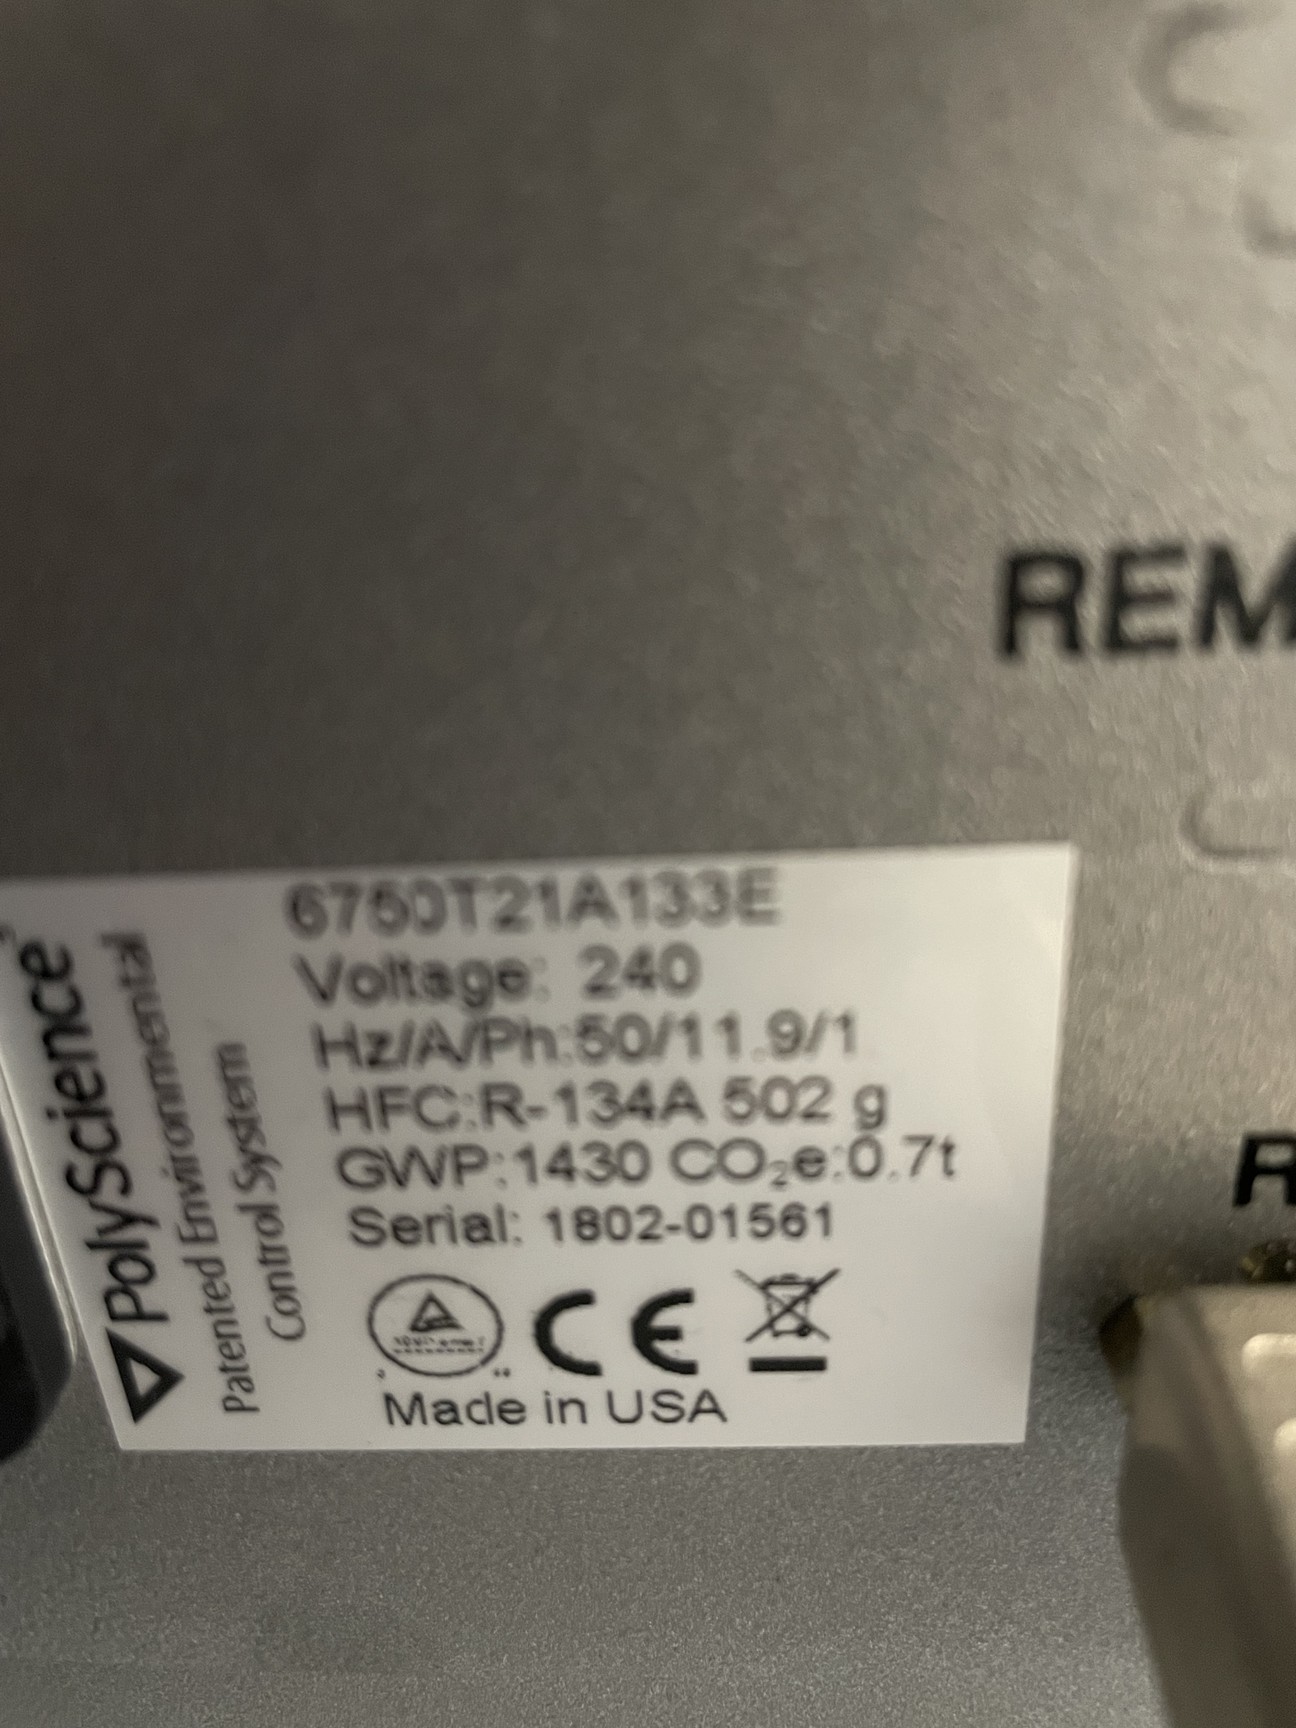 REM
6750T21A133E
Voltage: 240
Hz/A/Ph:50/11.9/1
HFC:R-134A 502 g
GWP:1430 CO₂e:0.7t
Serial: 1802-01561
CE
Made in USA
PolyScience
Patented Environmental
Control System
R